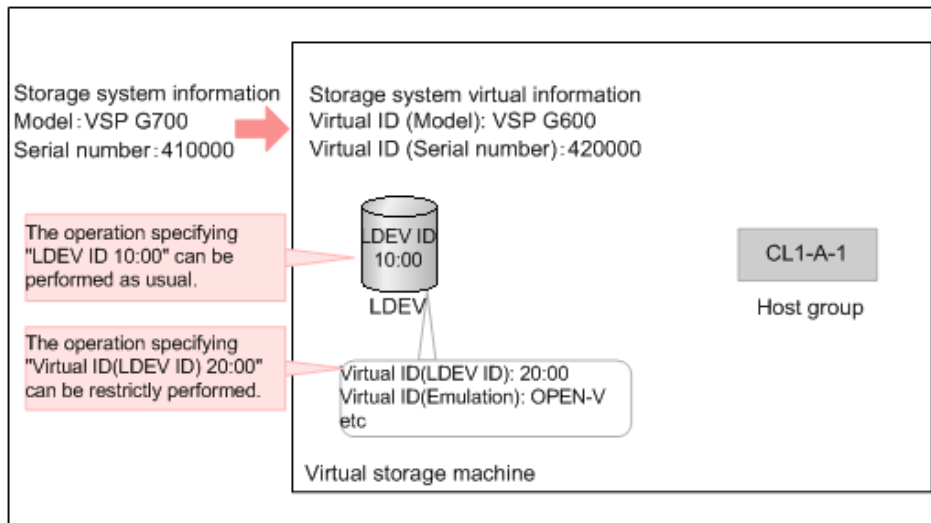 Storage system information
Model：VSP G700
Serial number：410000
Storage system virtual information
Virtual ID (Model): VSP G600
Virtual ID (Serial number)：420000
The operation specifying
"LDEV ID 10:00" can be
performed as usual.
LDEV ID
10:00
LDEV
CL1-A-1
Host group
The operation specifying
"Virtual ID(LDEV ID) 20:00"
can be restrictly performed.
Virtual ID(LDEV ID): 20:00
Virtual ID(Emulation): OPEN-V
etc
Virtual storage machine